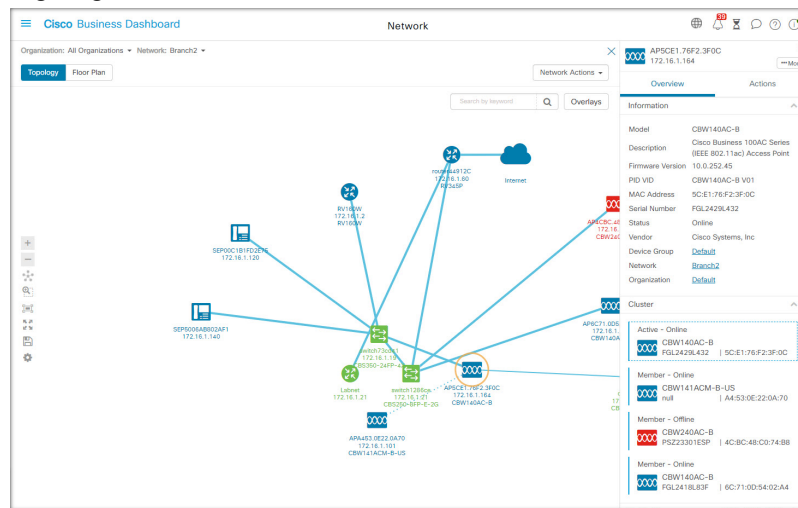 Cisco Business Dashboard
Network
39
Organization: All Organizations Network: Branch2
Topology
Floor Plan
Network Actions
Search by keyword
Overlays
Internet
172.16.1.80
RV345P
RV160W
172.16.1.2
RV160W
172.16.1.120
SEP8006AB802AF1
172.16.1.140
172.16.1.21
AP5CE1.76F2.3F0C
172.16.1.164
CBW140AC-B
APA453.0E22.0A70
172.16.1.101
CBW141ACM-B-US
AP5CE1.76F2.3F0C
172.16.1.164
Overview
Actions
Information
Model CBW140AC-B
Description Cisco Business 100AC Series
(IEEE 802.11ac) Access Point
Firmware Version 10.0.252.45
PID VID CBW140AC-B V01
MAC Address 5C:E1:76:F2:3F:0C
Serial Number FGL2429L432
Status Online
Vendor Cisco Systems, Inc
Device Group Default
Network Branch2
Organization Default
Cluster
Active - Online
CBW140AC-B
FGL2429L432 | 5C:E1:76:F2:3F:0C
Member - Online
CBW141ACM-B-US
null | A4:53:0E:22:0A:70
Member - Offline
CBW240AC-B
PSZ23301ESP | 4C:BC:48:C0:74:B8
Member - Online
CBW140AC-B
FGL2418L83F | 6C:71:0D:54:02:A4